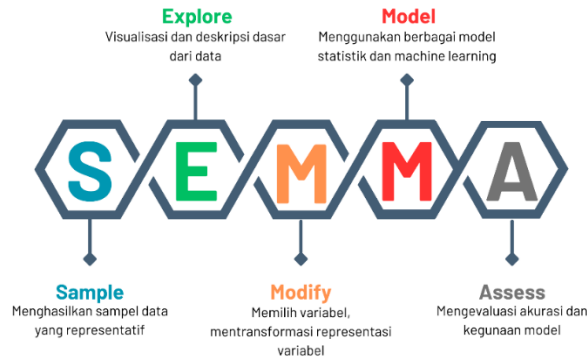 Explore
Visualisasi dan deskripsi dasar
dari data
Model
Menggunakan berbagai model
statistik dan machine learning
S E M M A
Sample
Menghasilkan sampel data
yang representatif
Modify
Memilih variabel,
mentransformasi representasi
variabel
Assess
Mengevaluasi akurasi dan
kegunaan model